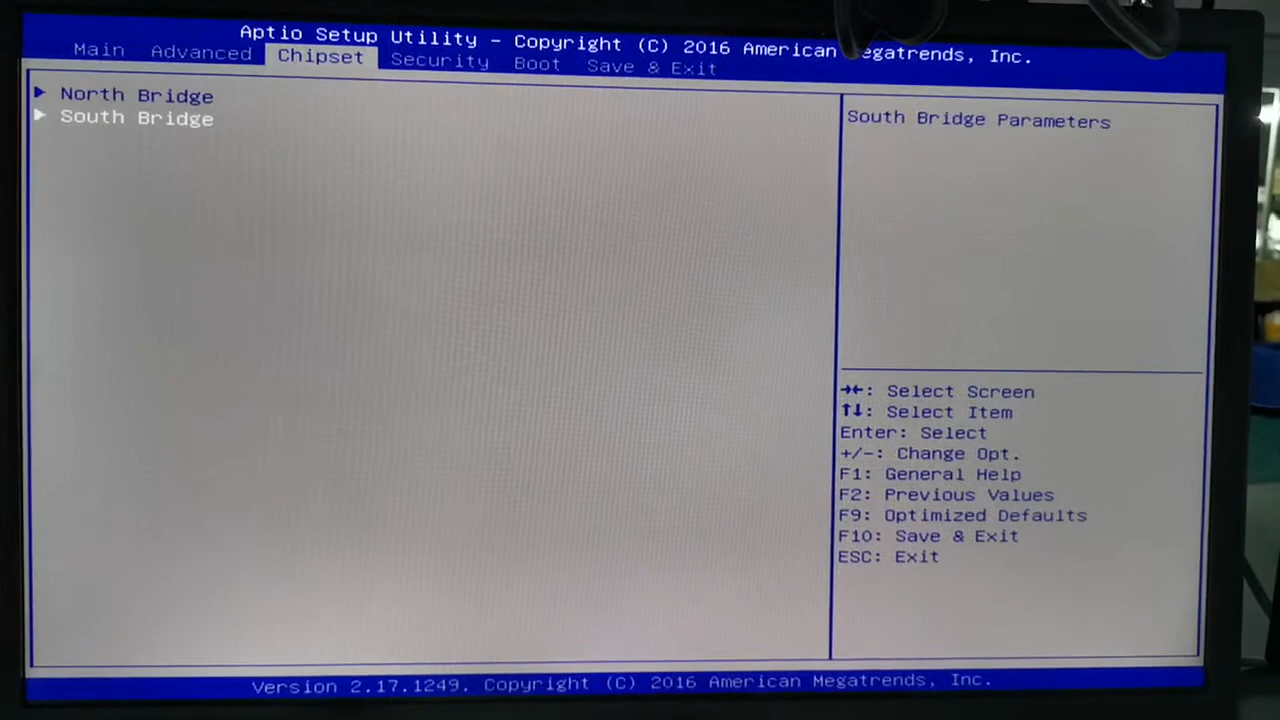 Aptio Setup Utility – Copyright (C) 2016 American egatrends, Inc.
Main Advanced Chipset Security Boot Save & Exit
► North Bridge
► South Bridge
South Bridge Parameters
→←: Select Screen
↑↓: Select Item
Enter: Select
+/-: Change Opt.
F1: General Help
F2: Previous Values
F9: Optimized Defaults
F10: Save & Exit
ESC: Exit
Version 2.17.1249. Copyright (C) 2016 American Megatrends, Inc.